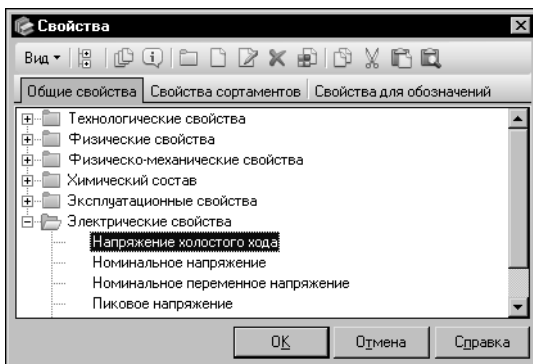 Свойства
Вид
Общие свойства Свойства сортаментов Свойства для обозначений
Технологические свойства
Физические свойства
Физическо-механические свойства
Химический состав
Эксплуатационные свойства
Электрические свойства
Напряжение холостого хода
Номинальное напряжение
Номинальное переменное напряжение
Пиковое напряжение
OK Отмена Справка